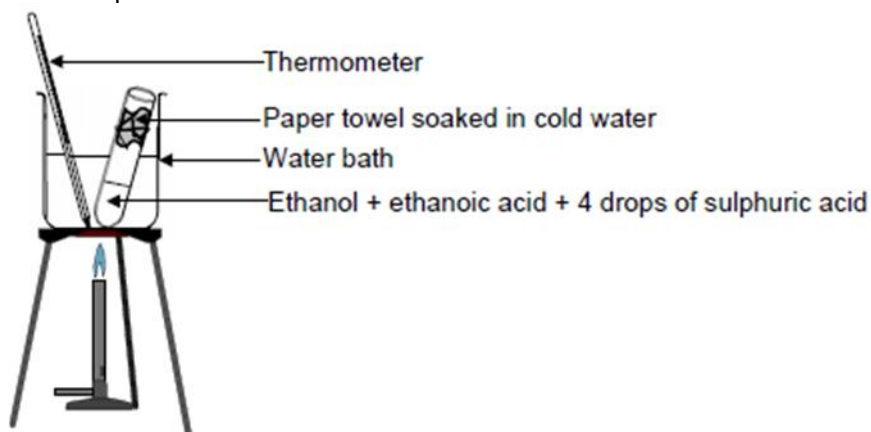 Thermometer
Paper towel soaked in cold water
Water bath
Ethanol + ethanoic acid + 4 drops of sulphuric acid